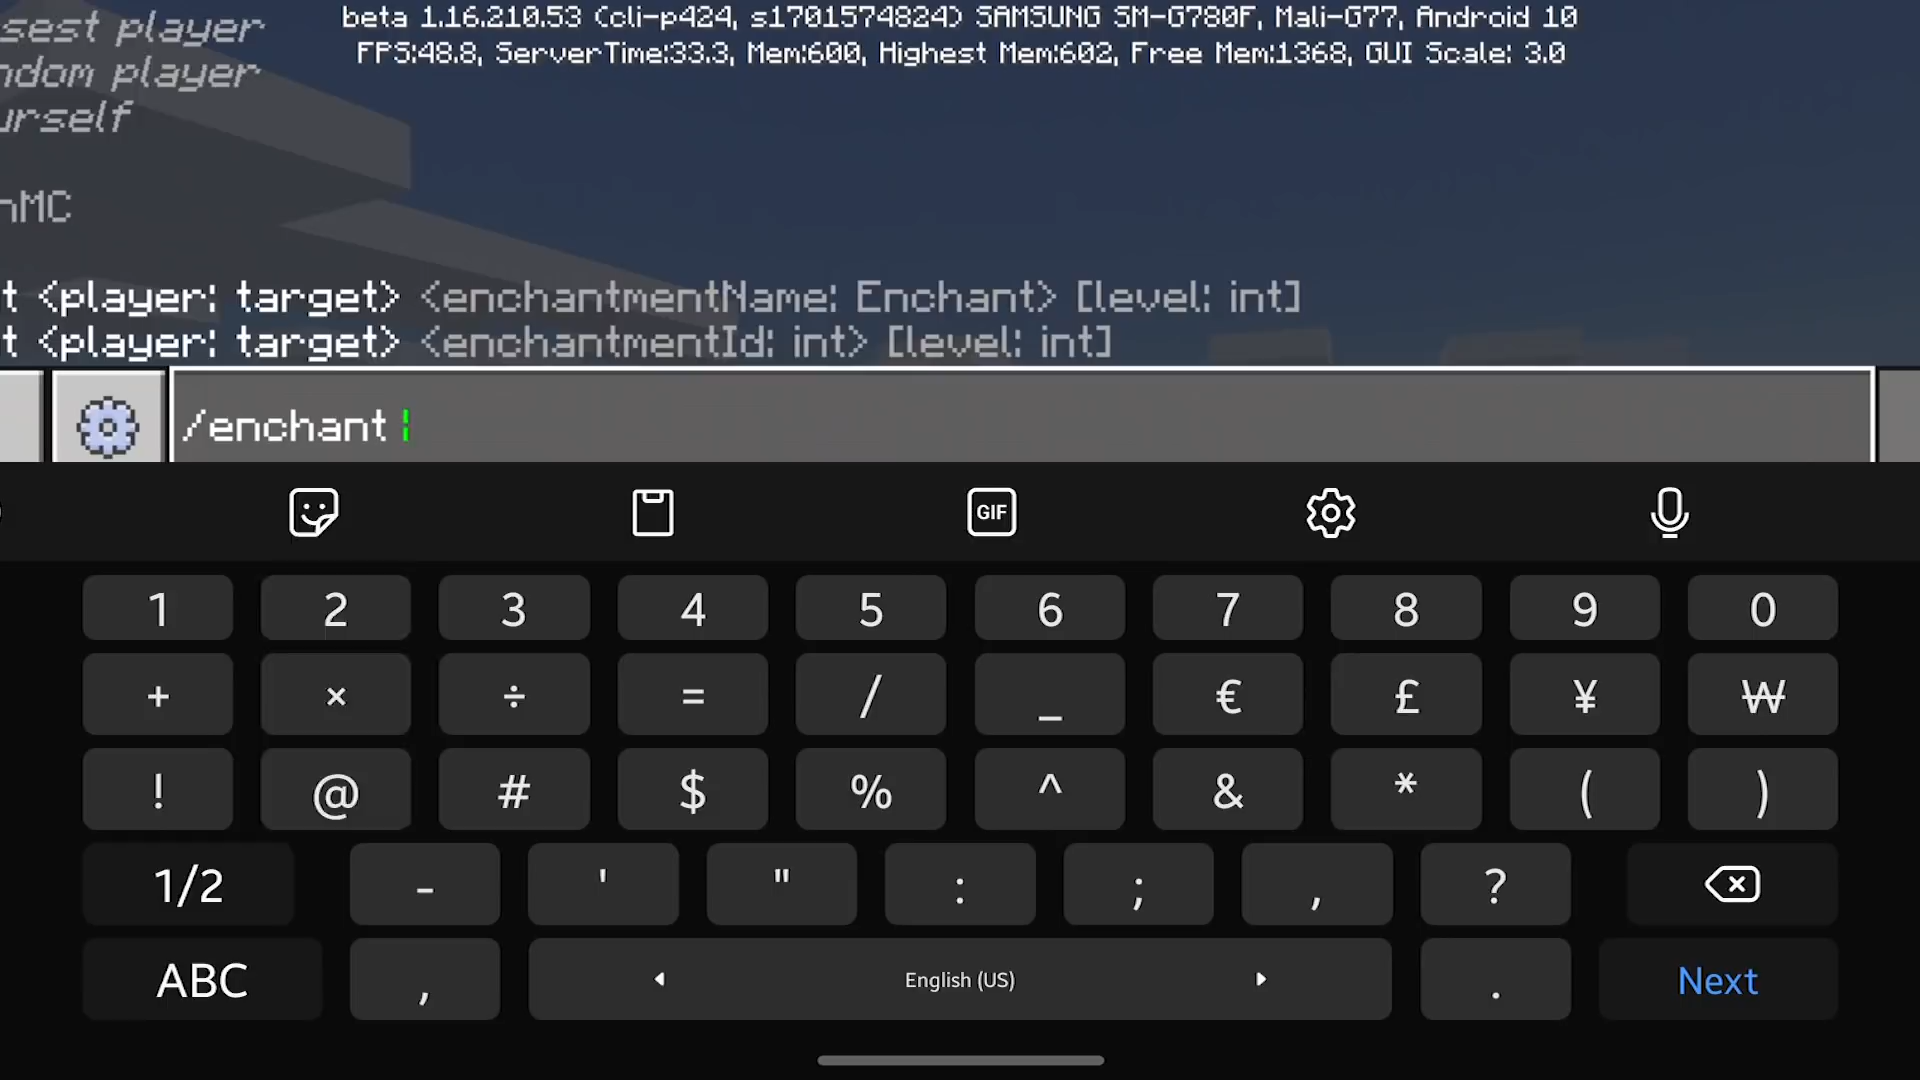 sest player
ndom player
urself
nMC
beta 1.16.210.53 (cli-p424, s1701574824) SAMSUNG SM-G780F, Mali-G77, Android 10
FPS:48.8, ServerTime:33.3, Mem:600, Highest Mem:602, Free Mem:1368, GUI Scale: 3.0
t <player: target> <enchantmentName: Enchant> [level: int]
t <player: target> <enchantmentId: int> [level: int]
/enchant
GIF
1 2 3 4 5 6 7 8 9 0
+ × ÷ = / _ € £ ¥ ₩
! @ # $ % ^ & * ( )
1/2 - ' " : ; , ?
ABC , English (US) . Next